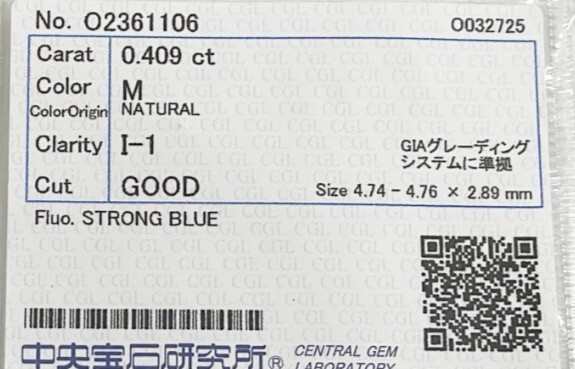 No. O2361106 O032725
Carat 0.409 ct
Color M
ColorOrigin NATURAL
Clarity I-1 GIAグレーディング
システムに準拠
Cut GOOD Size 4.74 - 4.76 × 2.89 mm
Fluo. STRONG BLUE
中央宝石研究所® CENTRAL GEM
LABORATORY